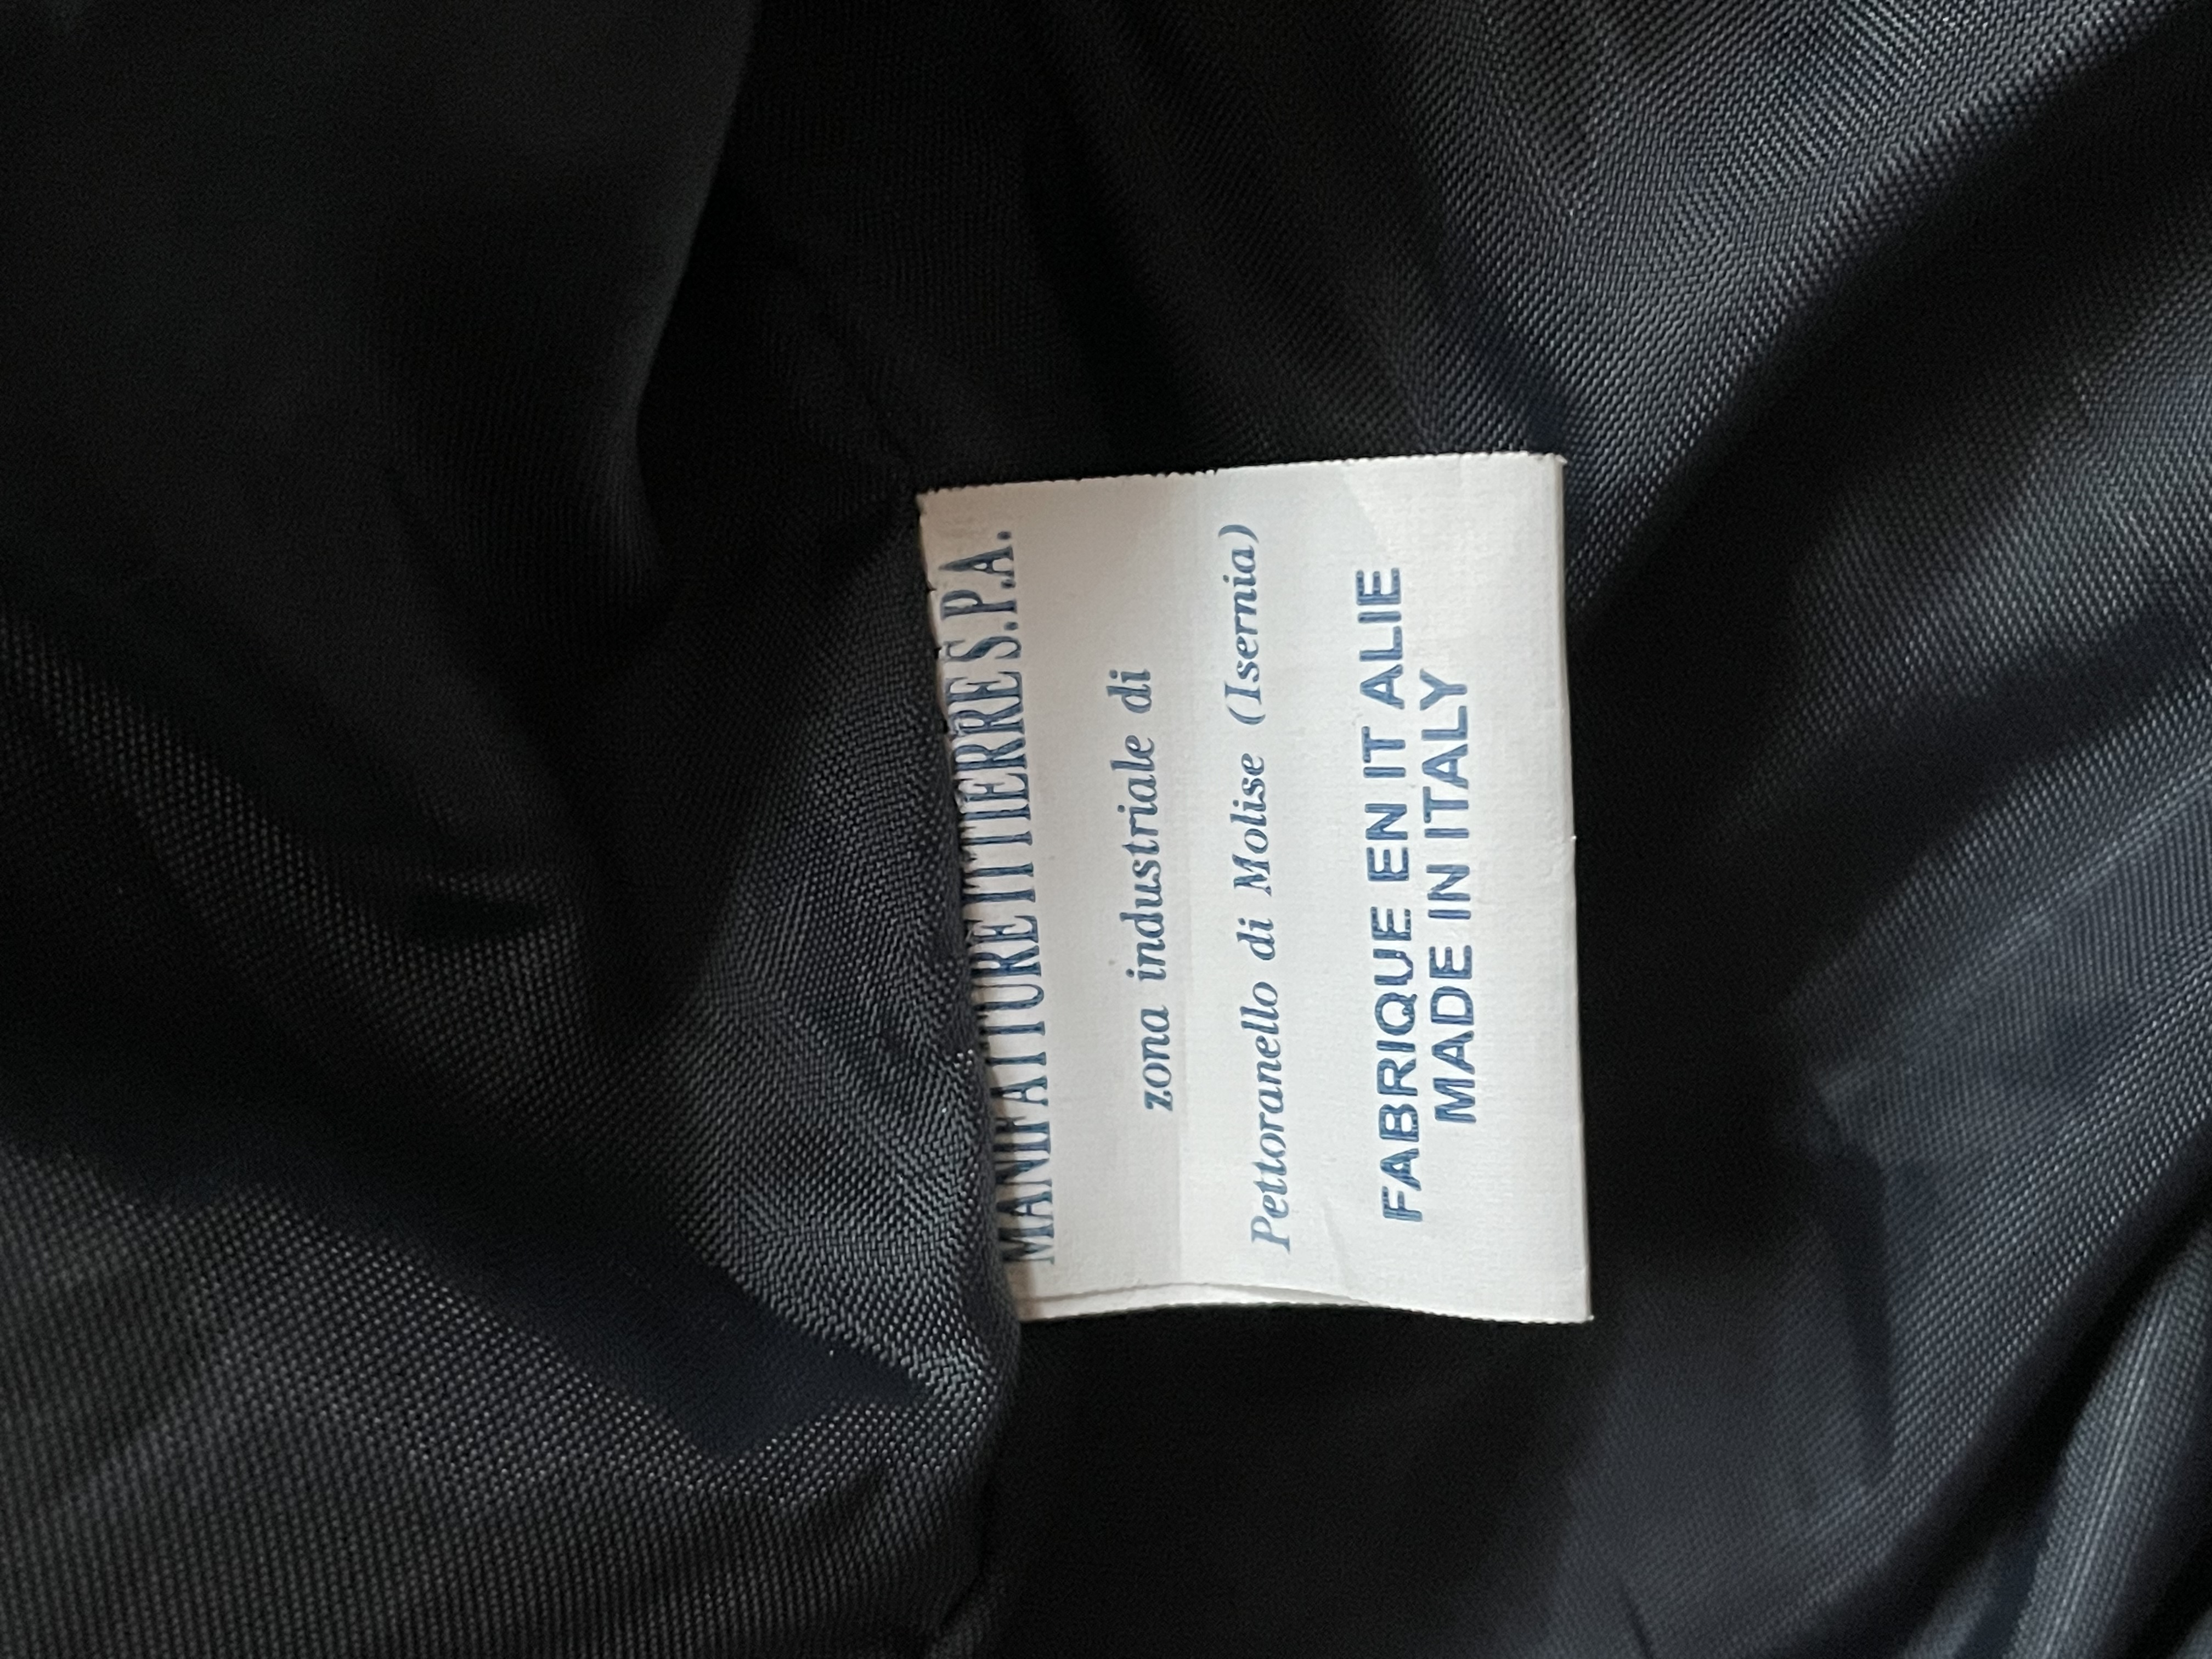 MANIFATTURE ITTIERRE S.P.A.
zona industriale di
Pettoranello di Molise (Isernia)
FABRIQUE EN IT ALIE
MADE IN ITALY